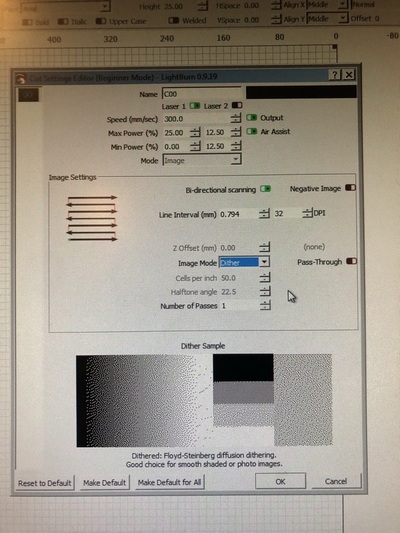 Arial Height 25.00 HSpace 0.00 Align X Middle Normal
Bold Italic Upper Case Welded VSpace 0.00 Align Y Middle Offset 0
400 320 240 160 80 0 -80
Cut Settings Editor (Beginner Mode) - LightBurn 0.9.19 ? X
Name C00
Laser 1 Laser 2
Speed (mm/sec) 300.0 Output
Max Power (%) 25.00 12.50 Air Assist
Min Power (%) 0.00 12.50
Mode Image
Image Settings
Bi-directional scanning Negative Image
Line Interval (mm) 0.794 32 DPI
Z Offset (mm) 0.00 (none)
Image Mode Dither Pass-Through
Cells per inch 50.0
Halftone angle 22.5
Number of Passes 1
Dither Sample
Dithered: Floyd-Steinberg diffusion dithering.
Good choice for smooth shaded or photo images.
Reset to Default Make Default Make Default for All OK Cancel